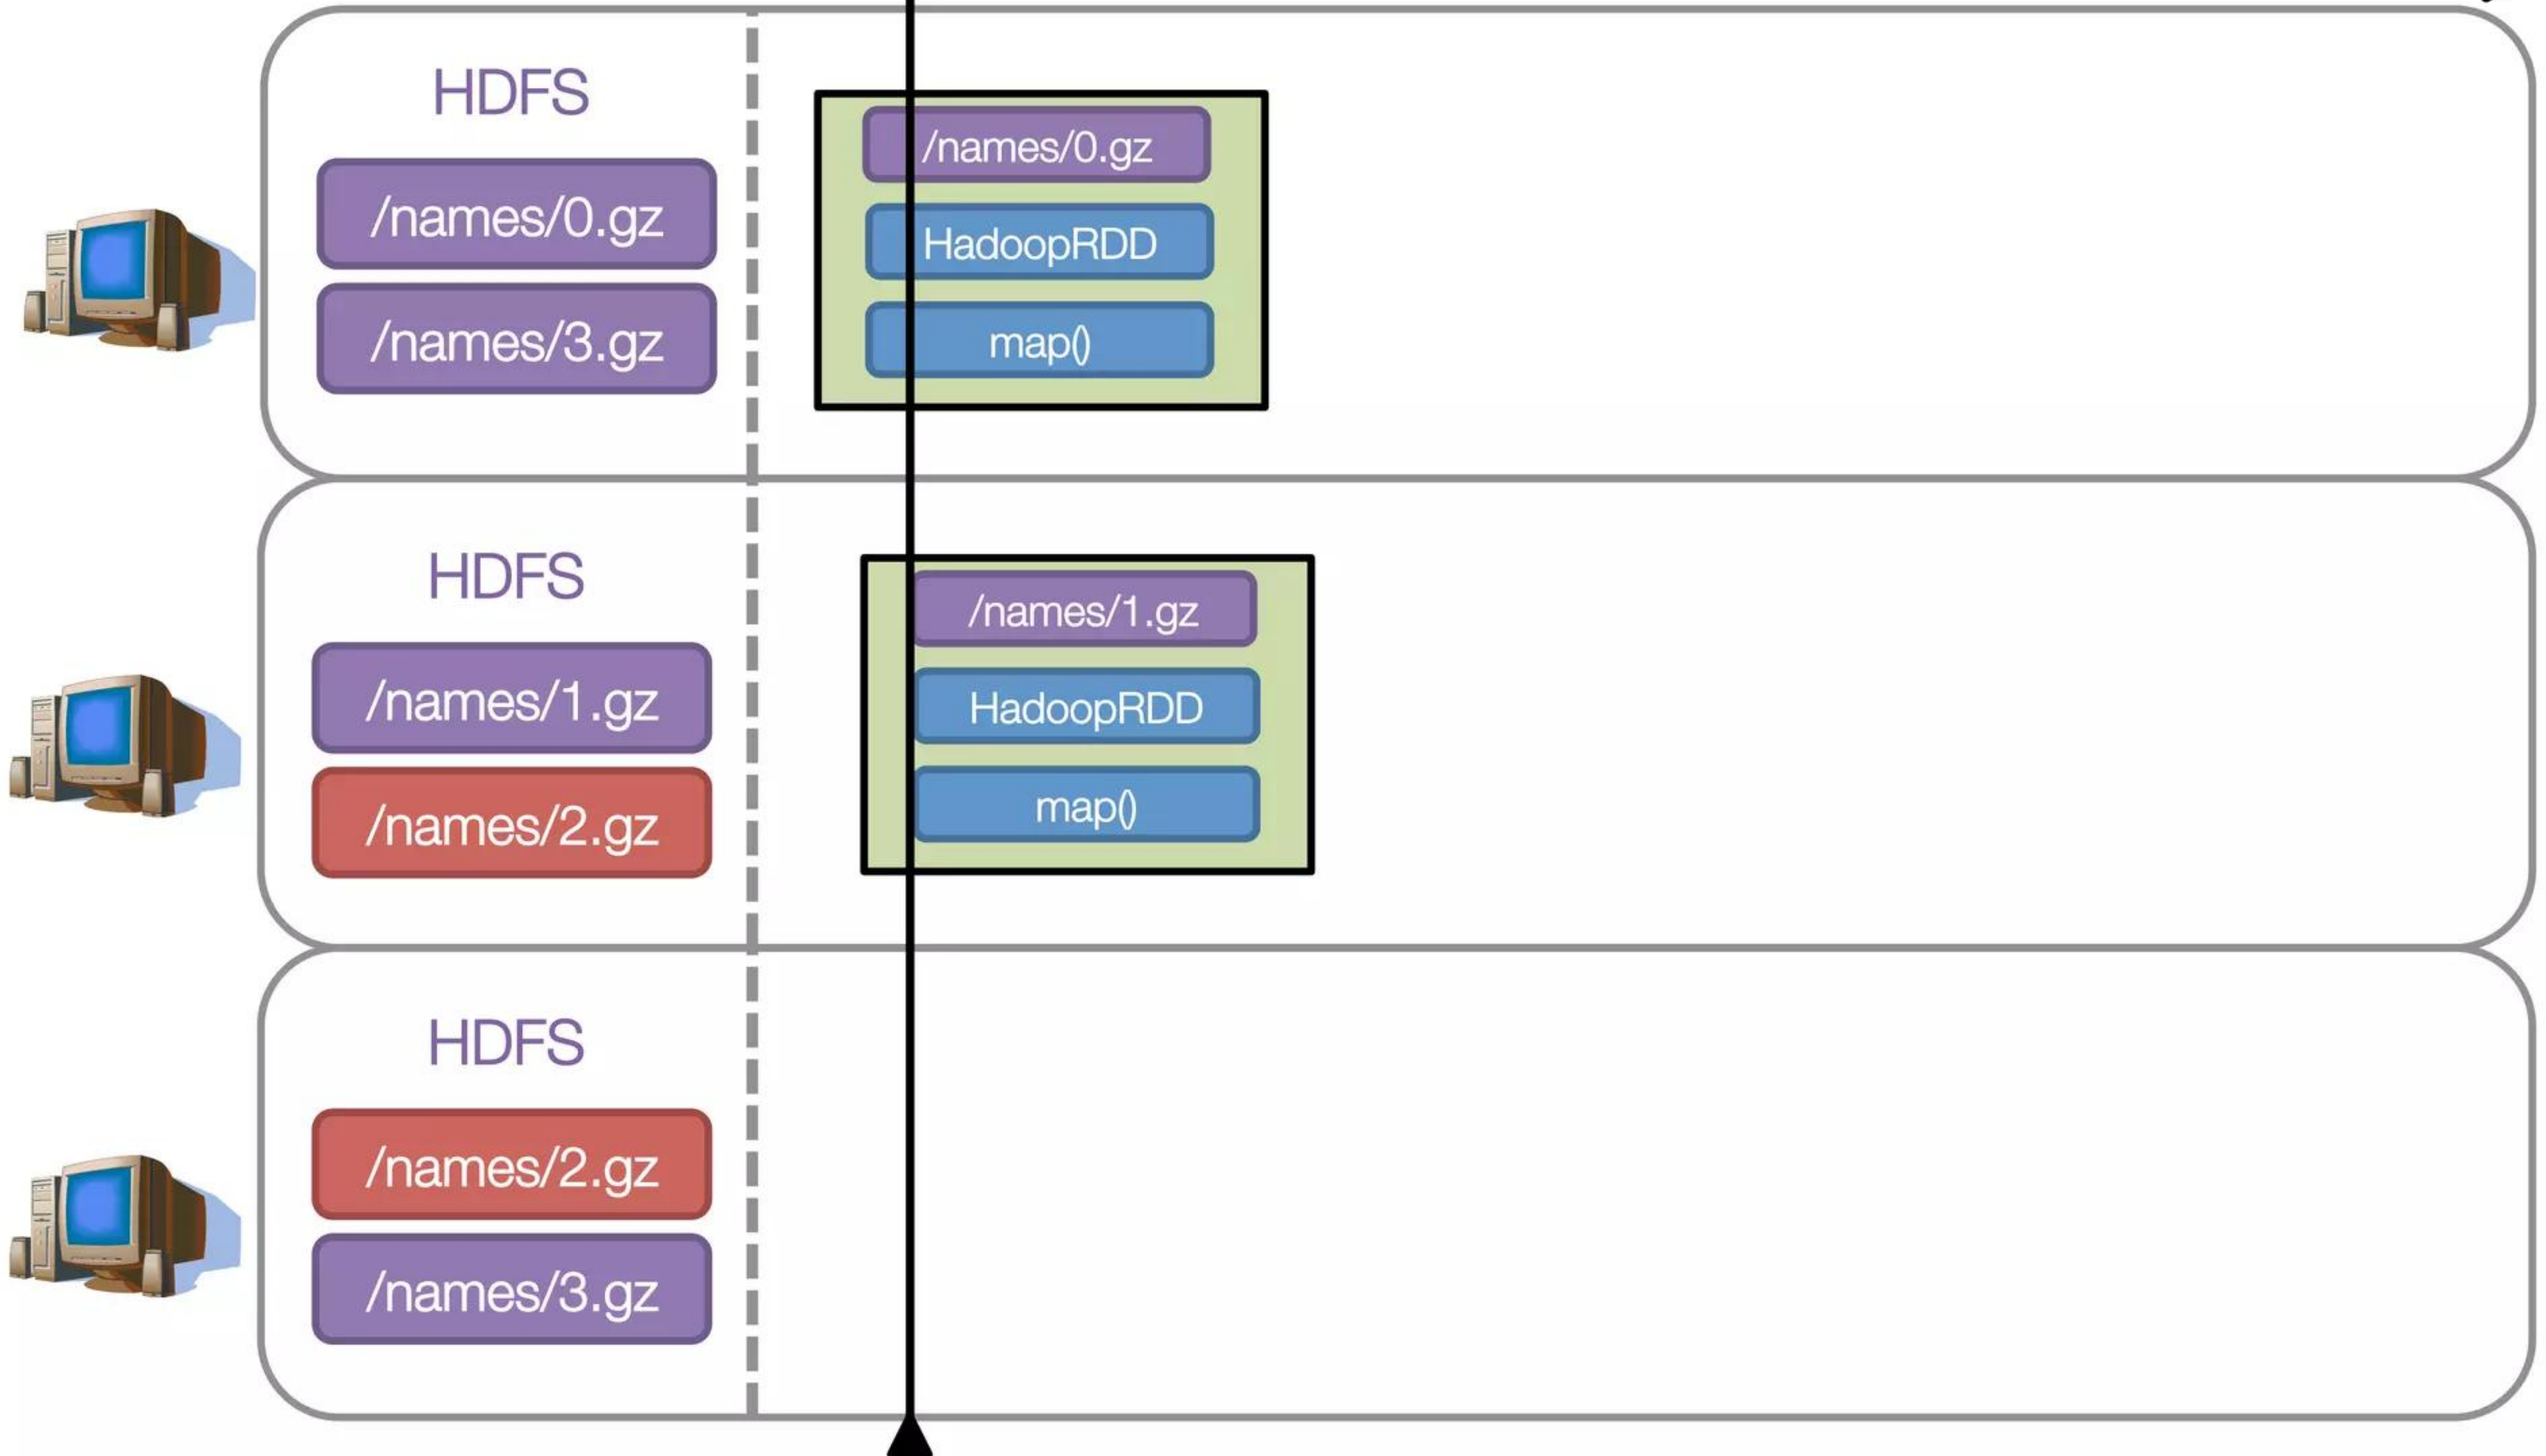 HDFS
/names/0.gz
/names/3.gz
/names/0.gz
HadoopRDD
map()
HDFS
/names/1.gz
/names/2.gz
/names/1.gz
HadoopRDD
map()
HDFS
/names/2.gz
/names/3.gz